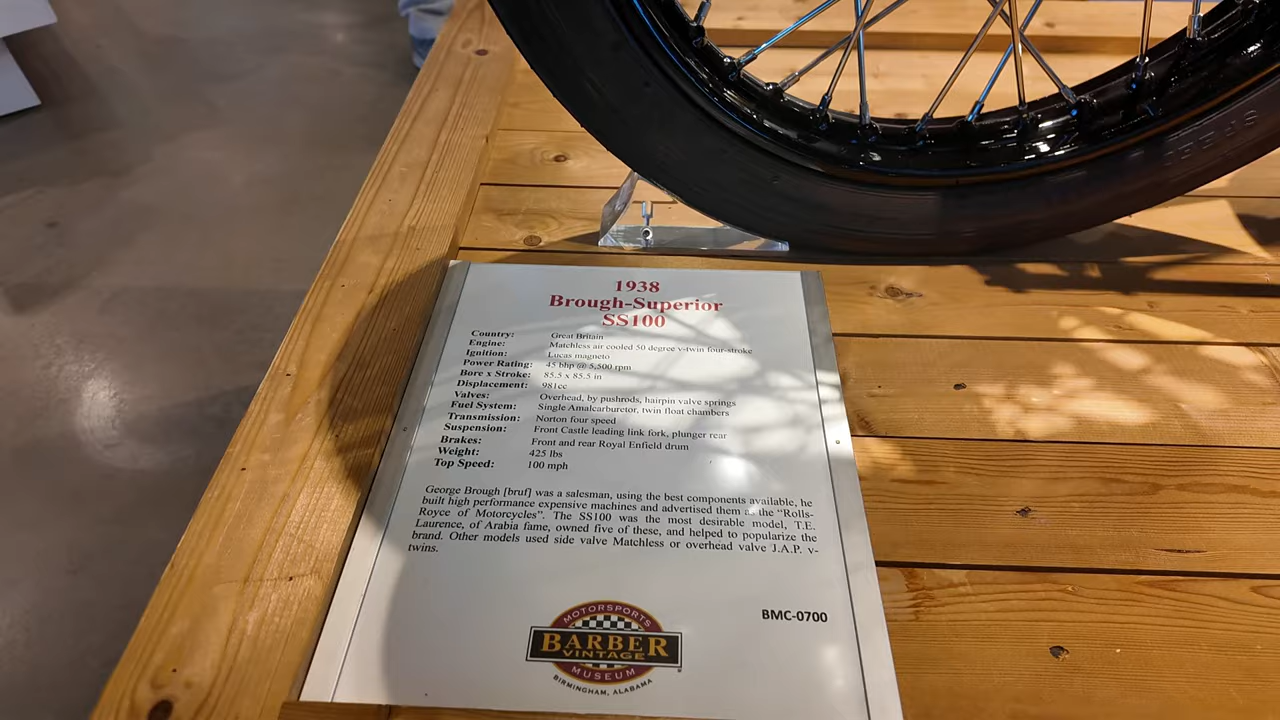 1938
Brough-Superior
SS100
Country: Great Britain
Engine: Matchless air cooled 50 degree v-twin four-stroke
Ignition: Lucas magneto
Power Rating: 45 bhp @ 5,500 rpm
Bore x Stroke: 85.5 x 85.5 in
Displacement: 981cc
Valves: Overhead, by pushrods, hairpin valve springs
Fuel System: Single Amalcarburetor, twin float chambers
Transmission: Norton four speed
Suspension: Front Castle leading link fork, plunger rear
Brakes: Front and rear Royal Enfield drum
Weight: 425 lbs
Top Speed: 100 mph
George Brough [bruf] was a salesman, using the best components available, he
built high performance expensive machines and advertised them as the “Rolls-
Royce of Motorcycles”. The SS100 was the most desirable model, T.E.
Laurence, of Arabia fame, owned five of these, and helped to popularize the
brand. Other models used side valve Matchless or overhead valve J.A.P. v-
twins.
BMC-0700
MOTORSPORTS
BARBER
VINTAGE
MUSEUM
BIRMINGHAM, ALABAMA